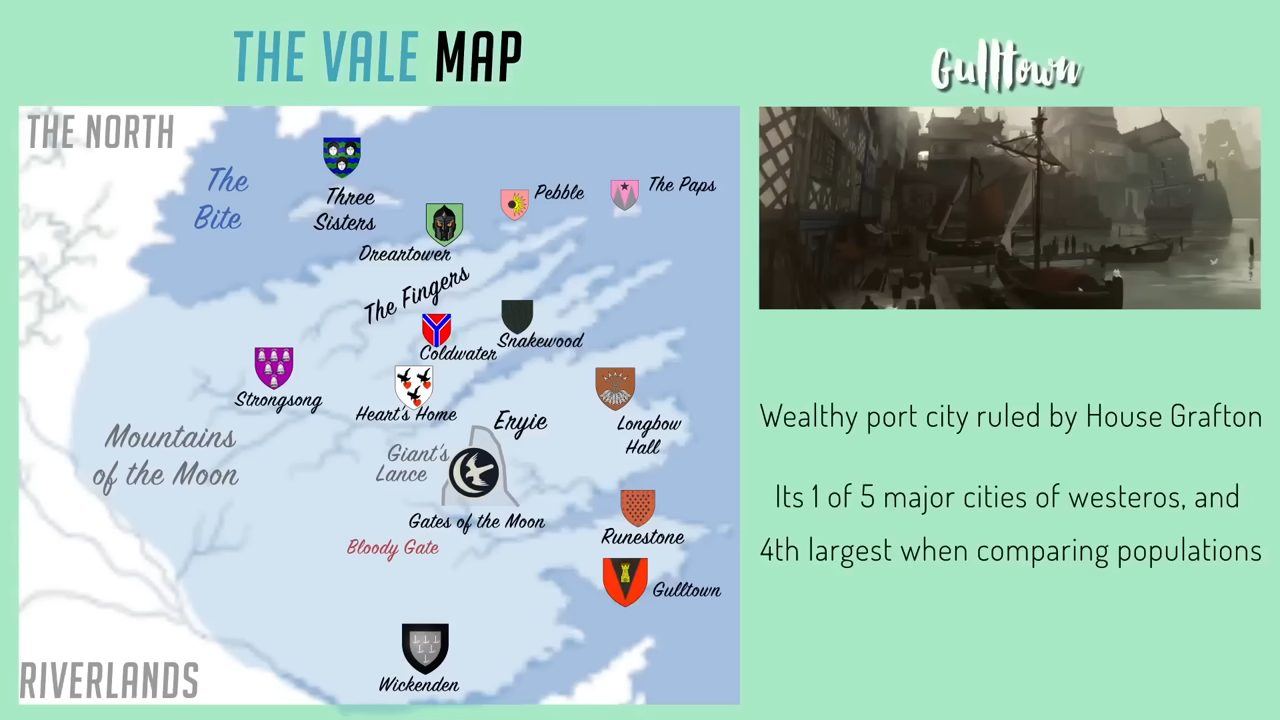 THE VALE MAP
Gulltown
THE NORTH
The
Bite
Three
Sisters
Pebble
The Paps
Dreartower
The Fingers
Coldwater
Snakewood
Strongsong
Heart's Home
Eryie
Longbow
Hall
Mountains
of the Moon
Giant's
Lance
Gates of the Moon
Bloody Gate
Runestone
Gulltown
Wickenden
RIVERLANDS
Wealthy port city ruled by House Grafton
Its 1 of 5 major cities of westeros, and
4th largest when comparing populations